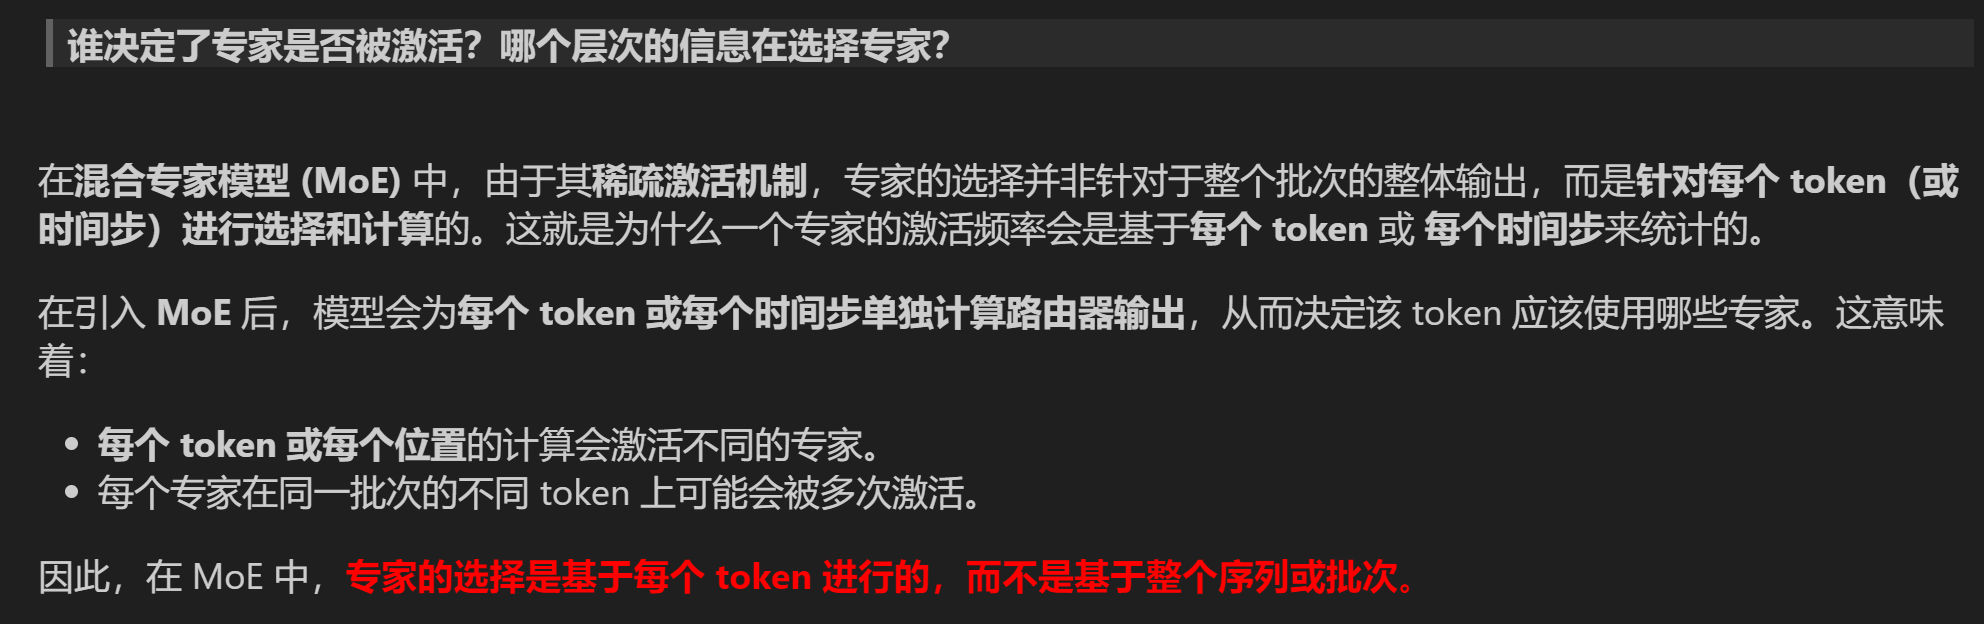 谁决定了专家是否被激活？哪个层次的信息在选择专家？
在混合专家模型 (MoE) 中，由于其稀疏激活机制，专家的选择并非针对于整个批次的整体输出，而是针对每个 token（或
时间步）进行选择和计算的。这就是为什么一个专家的激活频率会是基于每个 token 或 每个时间步来统计的。
在引入 MoE 后，模型会为每个 token 或每个时间步单独计算路由器输出，从而决定该 token 应该使用哪些专家。这意味
着：
• 每个 token 或每个位置的计算会激活不同的专家。
• 每个专家在同一批次的不同 token 上可能会被多次激活。
因此，在 MoE 中，专家的选择是基于每个 token 进行的，而不是基于整个序列或批次。